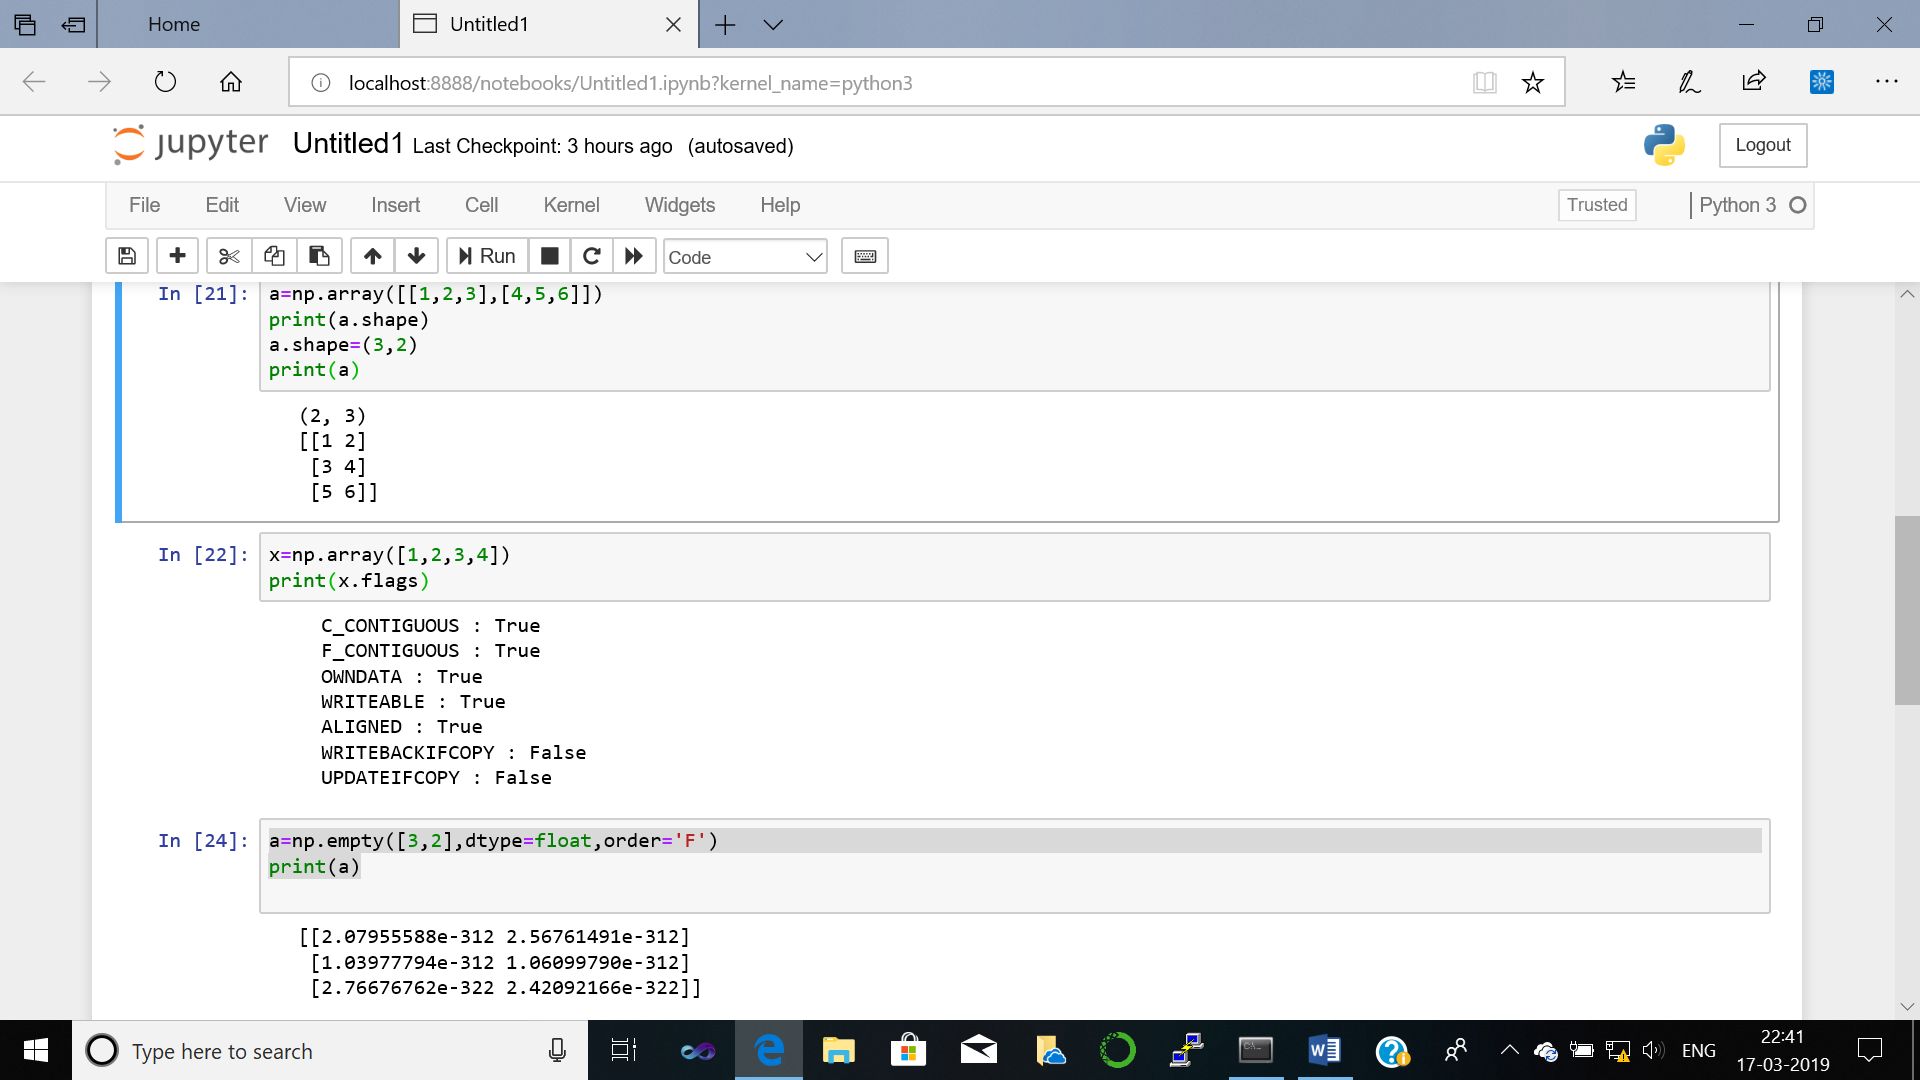 Home
Untitled1
localhost:8888/notebooks/Untitled1.ipynb?kernel_name=python3
jupyter Untitled1 Last Checkpoint: 3 hours ago (autosaved)
Logout
File Edit View Insert Cell Kernel Widgets Help
Trusted
Python 3
Run
Code
In [21]: a=np.array([[1,2,3],[4,5,6]])
print(a.shape)
a.shape=(3,2)
print(a)
(2, 3)
[[1 2]
[3 4]
[5 6]]
In [22]: x=np.array([1,2,3,4])
print(x.flags)
C_CONTIGUOUS : True
F_CONTIGUOUS : True
OWNDATA : True
WRITEABLE : True
ALIGNED : True
WRITEBACKIFCOPY : False
UPDATEIFCOPY : False
In [24]: a=np.empty([3,2],dtype=float,order='F')
print(a)
[[2.07955588e-312 2.56761491e-312]
[1.03977794e-312 1.06099790e-312]
[2.76676762e-322 2.42092166e-322]]
Type here to search
ENG
22:41
17-03-2019